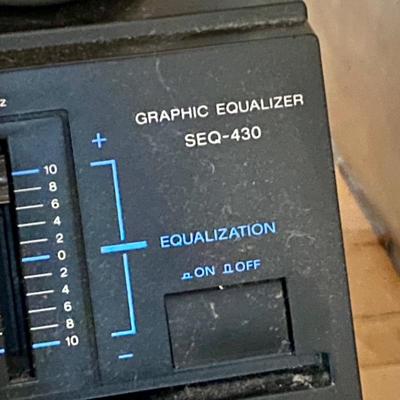 z
GRAPHIC EQUALIZER
SEQ-430
+
10
8
6
4
2
0
2
4
6
8
10
EQUALIZATION
ON OFF
−